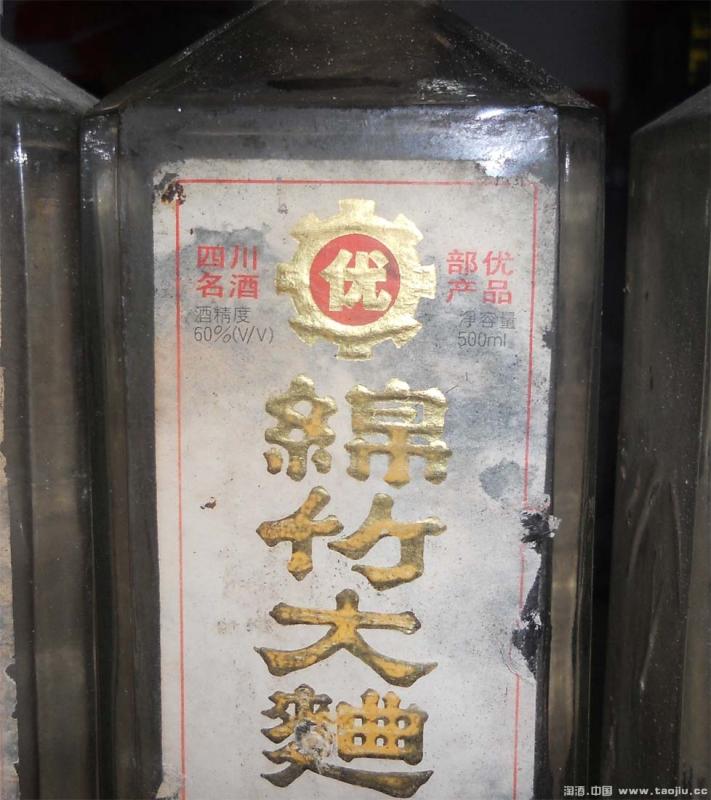 四川
名酒
酒精度
60%(V/V)
优
部优
产品
净容量
500ml
綿竹大麯
淘酒.中国 www.taojiu.cc